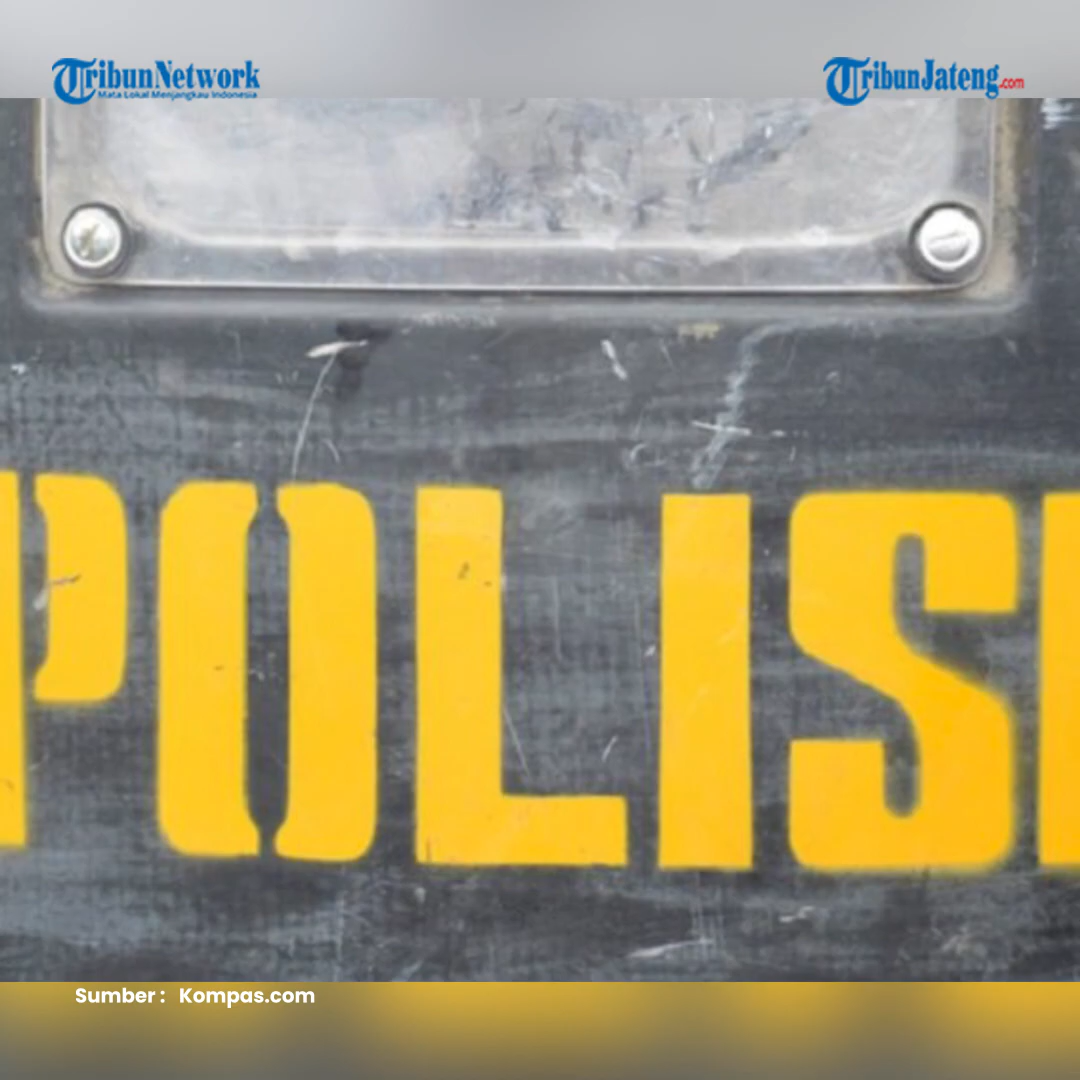 TribunNetwork
Mata Lokal Menjangkau Indonesia
TribunJateng.com
POLISI
Sumber : Kompas.com